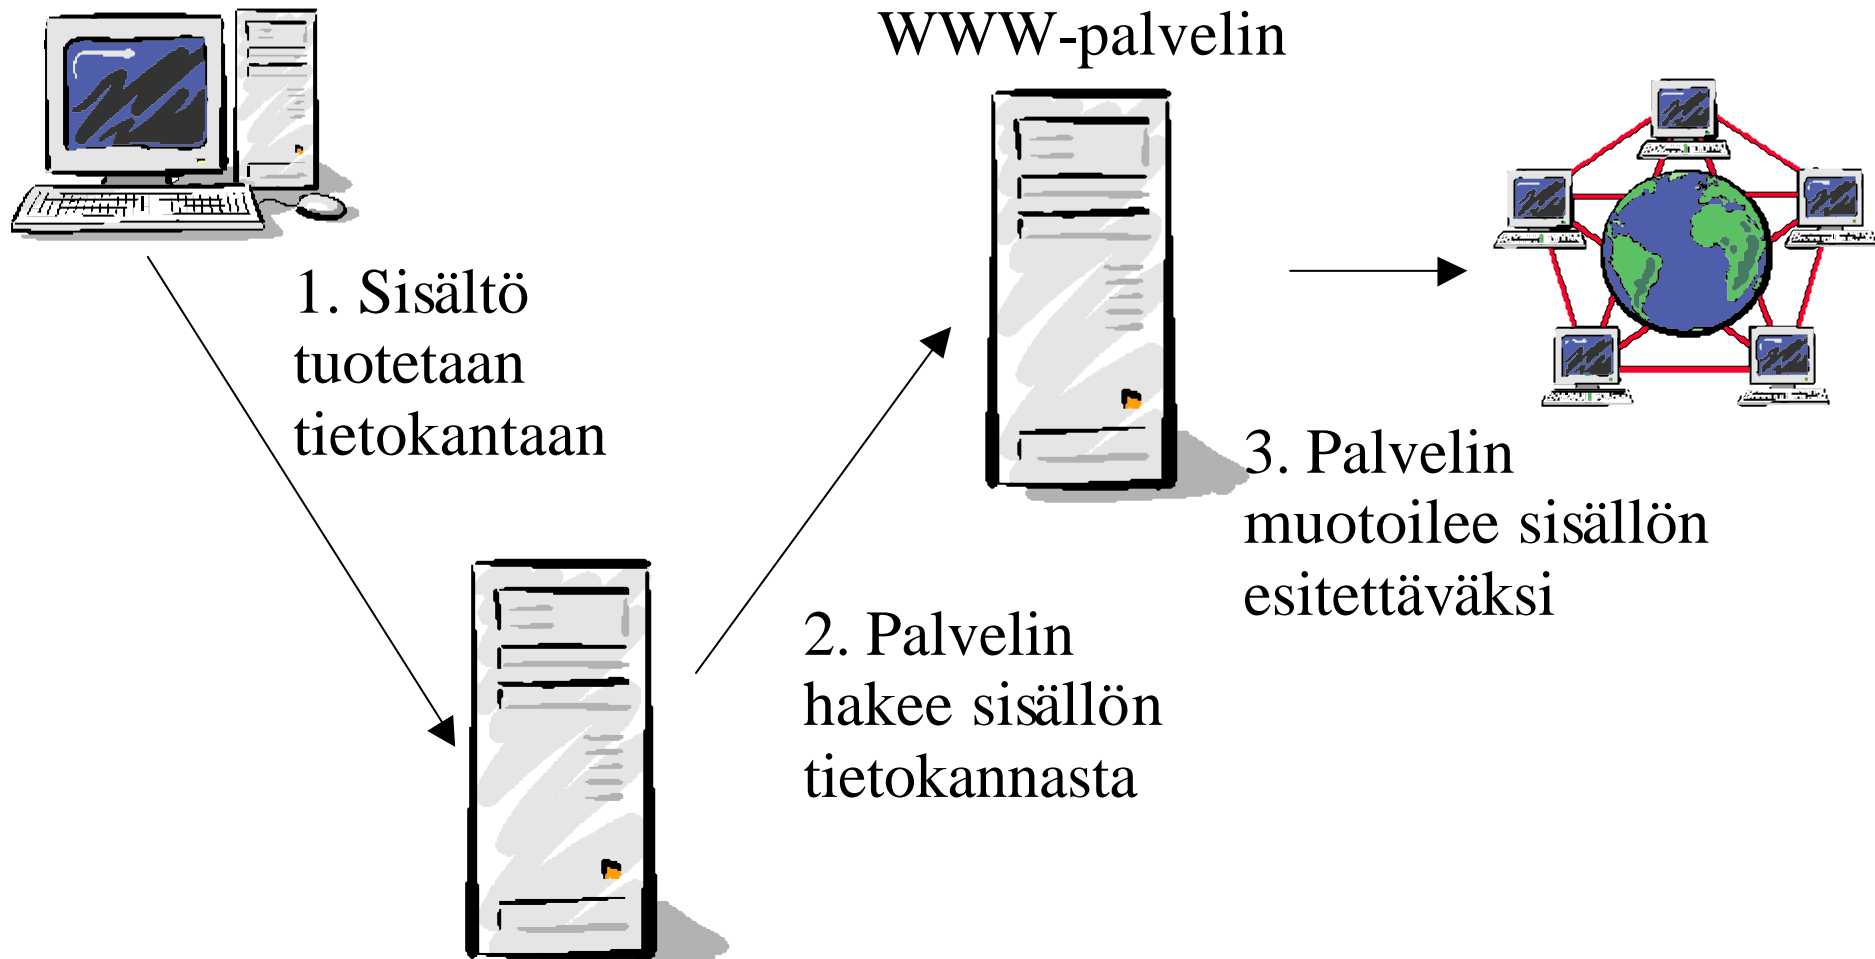 WWW-palvelin
1. Sisältö
tuotetaan
tietokantaan
2. Palvelin
hakee sisällön
tietokannasta
3. Palvelin
muotoilee sisällön
esitettäväksi